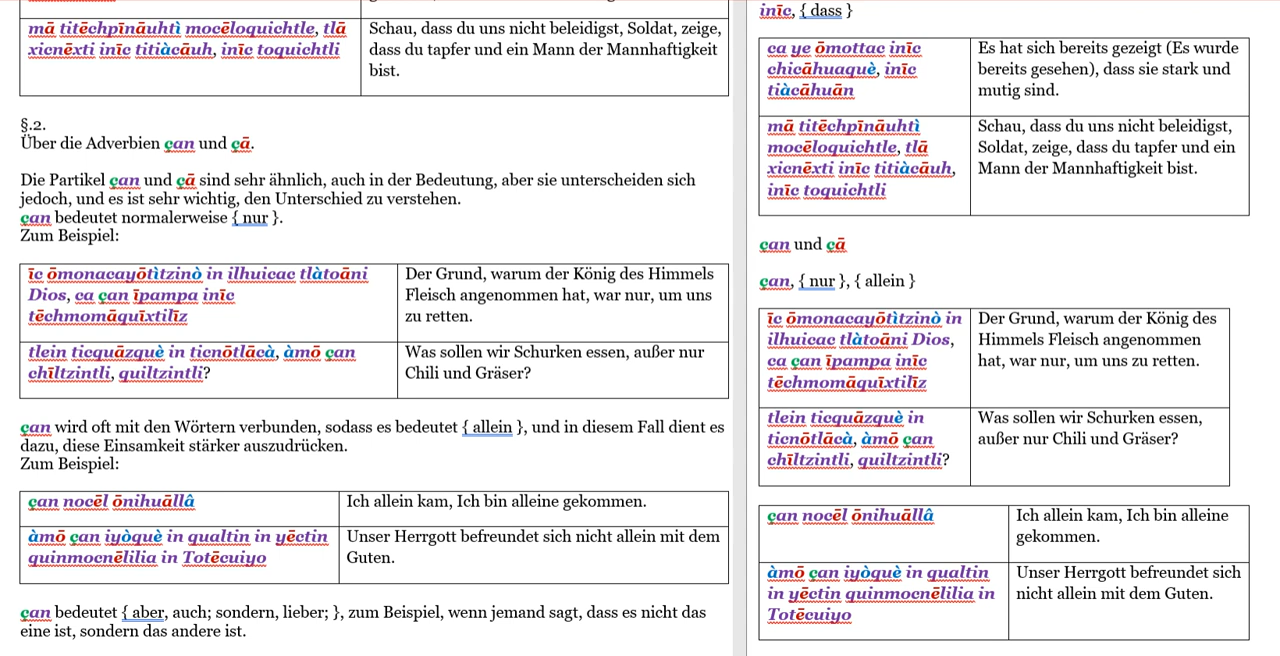 mā titēchpīnāuhtì mocēloquichtle, tlā
xicnēxti inīc titiàcāuh, inīc toquichtli
Schau, dass du uns nicht beleidigst, Soldat, zeige,
dass du tapfer und ein Mann der Mannhaftigkeit
bist.
§.2.
Über die Adverbien çan und çā.
Die Partikel çan und çā sind sehr ähnlich, auch in der Bedeutung, aber sie unterscheiden sich
jedoch, und es ist sehr wichtig, den Unterschied zu verstehen.
çan bedeutet normalerweise { nur }.
Zum Beispiel:
īc ōmonacayōtìtzinò in ilhuicac tlàtoāni
Dios, ca çan īpampa inīc
tēchmomāquīxtilīz
Der Grund, warum der König des Himmels
Fleisch angenommen hat, war nur, um uns
zu retten.
tlein ticquāzquè in ticnōtlācà, àmō çan
chīltzintli, quiltzintli?
Was sollen wir Schurken essen, außer nur
Chili und Gräser?
çan wird oft mit den Wörtern verbunden, sodass es bedeutet { allein }, und in diesem Fall dient es
dazu, diese Einsamkeit stärker auszudrücken.
Zum Beispiel:
çan nocēl ōnihuāllâ
Ich allein kam, Ich bin alleine gekommen.
àmō çan iyòquè in qualtin in yēctin
quinmocnēlilia in Totēcuiyo
Unser Herrgott befreundet sich nicht allein mit dem
Guten.
çan bedeutet { aber, auch; sondern, lieber; }, zum Beispiel, wenn jemand sagt, dass es nicht das
eine ist, sondern das andere ist.
inīc, { dass }
ca ye ōmottac inīc
chicāhuaquè, inīc
tiàcāhuān
Es hat sich bereits gezeigt (Es wurde
bereits gesehen), dass sie stark und
mutig sind.
mā titēchpīnāuhtì
mocēloquichtle, tlā
xicnēxti inīc titiàcāuh,
inīc toquichtli
Schau, dass du uns nicht beleidigst,
Soldat, zeige, dass du tapfer und ein
Mann der Mannhaftigkeit bist.
çan und çā
çan, { nur }, { allein }
īc ōmonacayōtìtzinò in
ilhuicac tlàtoāni Dios,
ca çan īpampa inīc
tēchmomāquīxtilīz
Der Grund, warum der König des
Himmels Fleisch angenommen
hat, war nur, um uns zu retten.
tlein ticquāzquè in
ticnōtlācà, àmō çan
chīltzintli, quiltzintli?
Was sollen wir Schurken essen,
außer nur Chili und Gräser?
çan nocēl ōnihuāllâ
Ich allein kam, Ich bin alleine
gekommen.
àmō çan iyòquè in qualtin
in yēctin quinmocnēlilia in
Totēcuiyo
Unser Herrgott befreundet sich
nicht allein mit dem Guten.